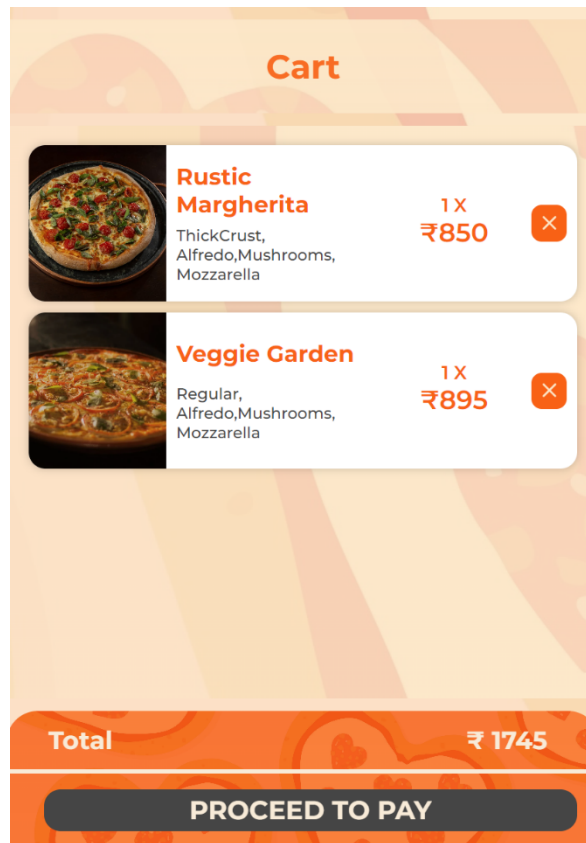 Cart
Rustic
Margherita
ThickCrust,
Alfredo,Mushrooms,
Mozzarella
1 X
₹850
Veggie Garden
Regular,
Alfredo,Mushrooms,
Mozzarella
1 X
₹895
Total
₹ 1745
PROCEED TO PAY